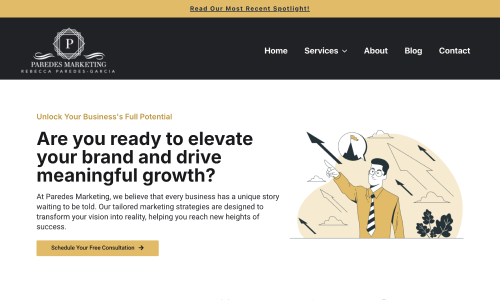 Read Our Most Recent Spotlight!
P
PAREDES MARKETING
REBECCA PAREDES-GARCIA
Home Services About Blog Contact
Unlock Your Business's Full Potential
Are you ready to elevate
your brand and drive
meaningful growth?
At Paredes Marketing, we believe that every business has a unique story
waiting to be told. Our tailored marketing strategies are designed to
transform your vision into reality, helping you reach new heights of
success.
Schedule Your Free Consultation →